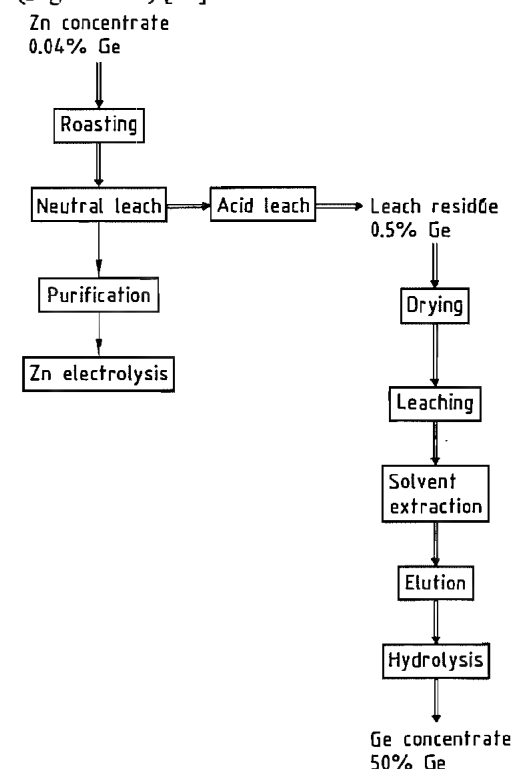 Zn concentrate
0.04% Ge
Roasting
Neutral leach
Acid leach
Leach residue
0.5% Ge
Purification
Zn electrolysis
Drying
Leaching
Solvent
extraction
Elution
Hydrolysis
Ge concentrate
50% Ge